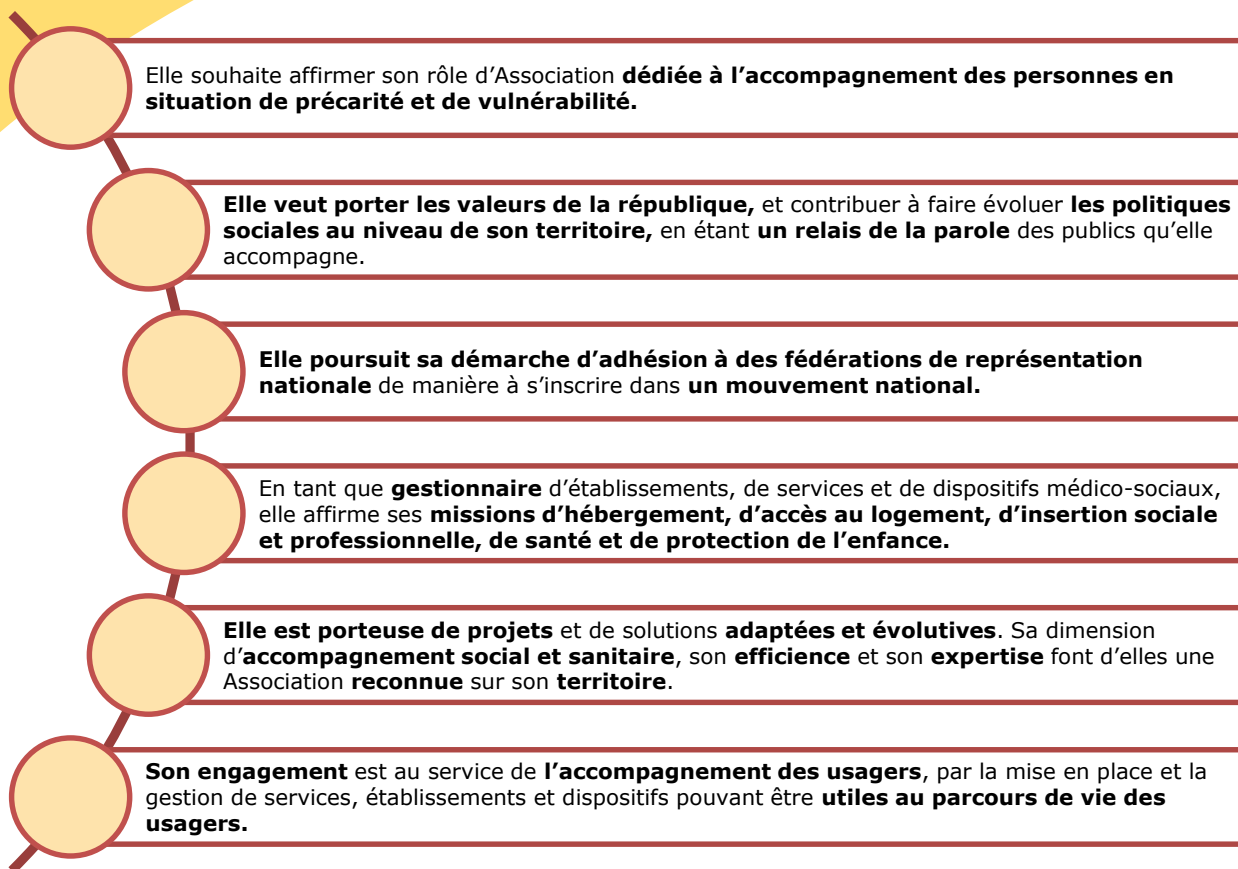 Elle souhaite affirmer son rôle d’Association dédiée à l’accompagnement des personnes en
situation de précarité et de vulnérabilité.
Elle veut porter les valeurs de la république, et contribuer à faire évoluer les politiques
sociales au niveau de son territoire, en étant un relais de la parole des publics qu’elle
accompagne.
Elle poursuit sa démarche d’adhésion à des fédérations de représentation
nationale de manière à s’inscrire dans un mouvement national.
En tant que gestionnaire d’établissements, de services et de dispositifs médico-sociaux,
elle affirme ses missions d’hébergement, d’accès au logement, d’insertion sociale
et professionnelle, de santé et de protection de l’enfance.
Elle est porteuse de projets et de solutions adaptées et évolutives. Sa dimension
d’accompagnement social et sanitaire, son efficience et son expertise font d’elles une
Association reconnue sur son territoire.
Son engagement est au service de l’accompagnement des usagers, par la mise en place et la
gestion de services, établissements et dispositifs pouvant être utiles au parcours de vie des
usagers.